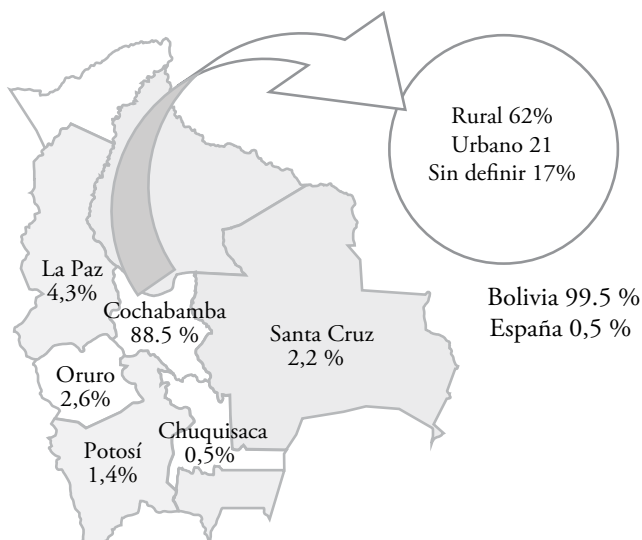 Rural 62%
Urbano 21
Sin definir 17%
La Paz
4,3%
Cochabamba
88.5 %
Santa Cruz
2,2 %
Bolivia 99.5 %
España 0,5 %
Oruro
2,6%
Potosí
1,4%
Chuquisaca
0,5%